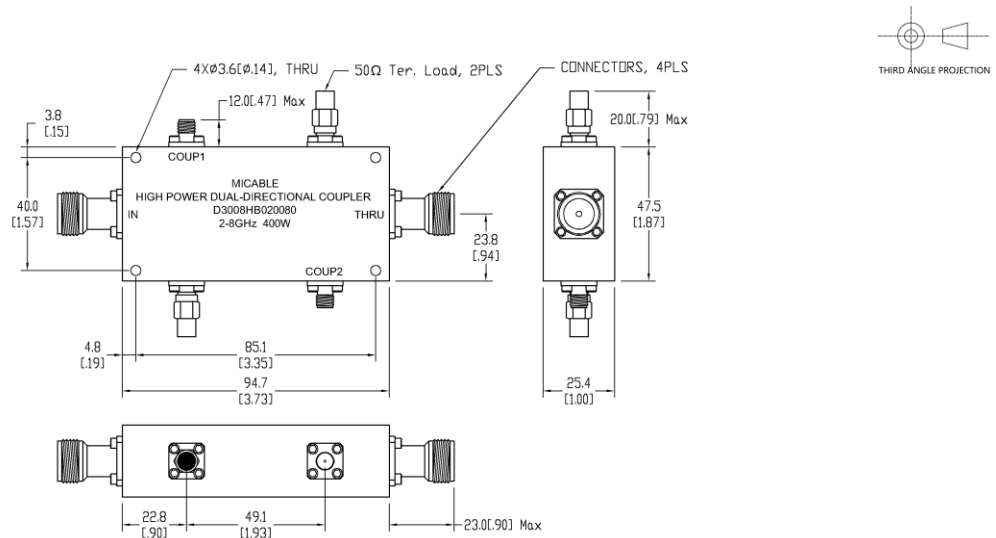 THIRD ANGLE PROJECTION
4XØ3.6[Ø.14], THRU
50Ω Ter. Load, 2PLS
CONNECTORS, 4PLS
12.0[.47] Max
20.0[.79] Max
3.8
[.15]
COUP1
MICABLE
HIGH POWER DUAL-DIRECTIONAL COUPLER
D3008HB020080
2-8GHz 400W
IN
THRU
40.0
[1.57]
47.5
[1.87]
23.8
[.94]
COUP2
4.8
[.19]
85.1
[3.35]
94.7
[3.73]
25.4
[1.00]
22.8
[.90]
49.1
[1.93]
23.0[.90] Max